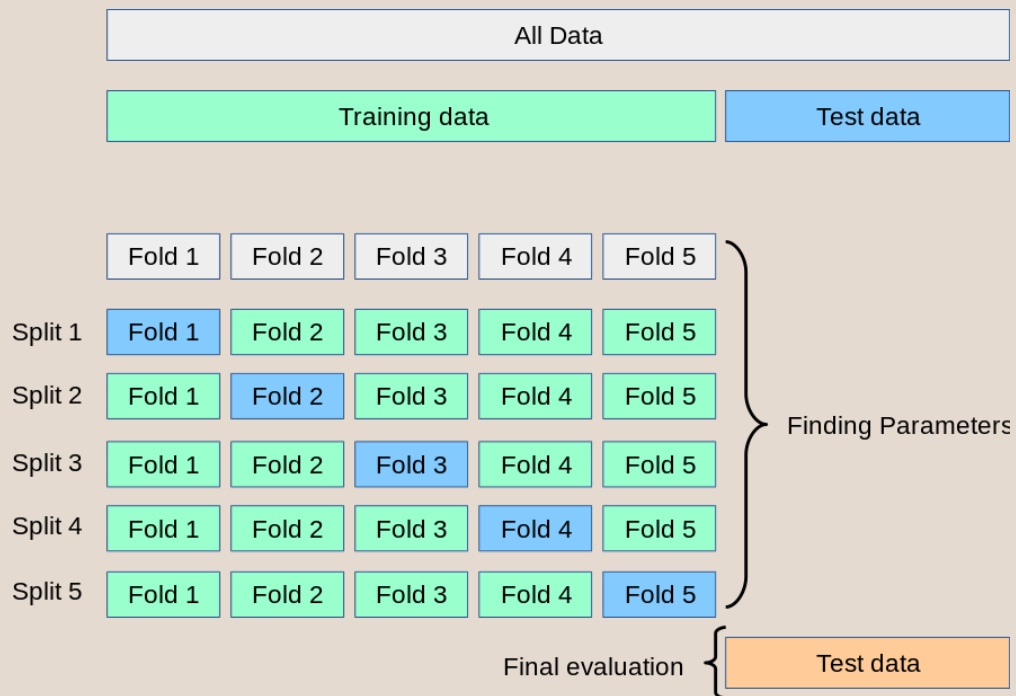 All Data
Training data Test data
Fold 1 Fold 2 Fold 3 Fold 4 Fold 5
Split 1 Fold 1 Fold 2 Fold 3 Fold 4 Fold 5
Split 2 Fold 1 Fold 2 Fold 3 Fold 4 Fold 5
Finding Parameters
Split 3 Fold 1 Fold 2 Fold 3 Fold 4 Fold 5
Split 4 Fold 1 Fold 2 Fold 3 Fold 4 Fold 5
Split 5 Fold 1 Fold 2 Fold 3 Fold 4 Fold 5
Final evaluation Test data